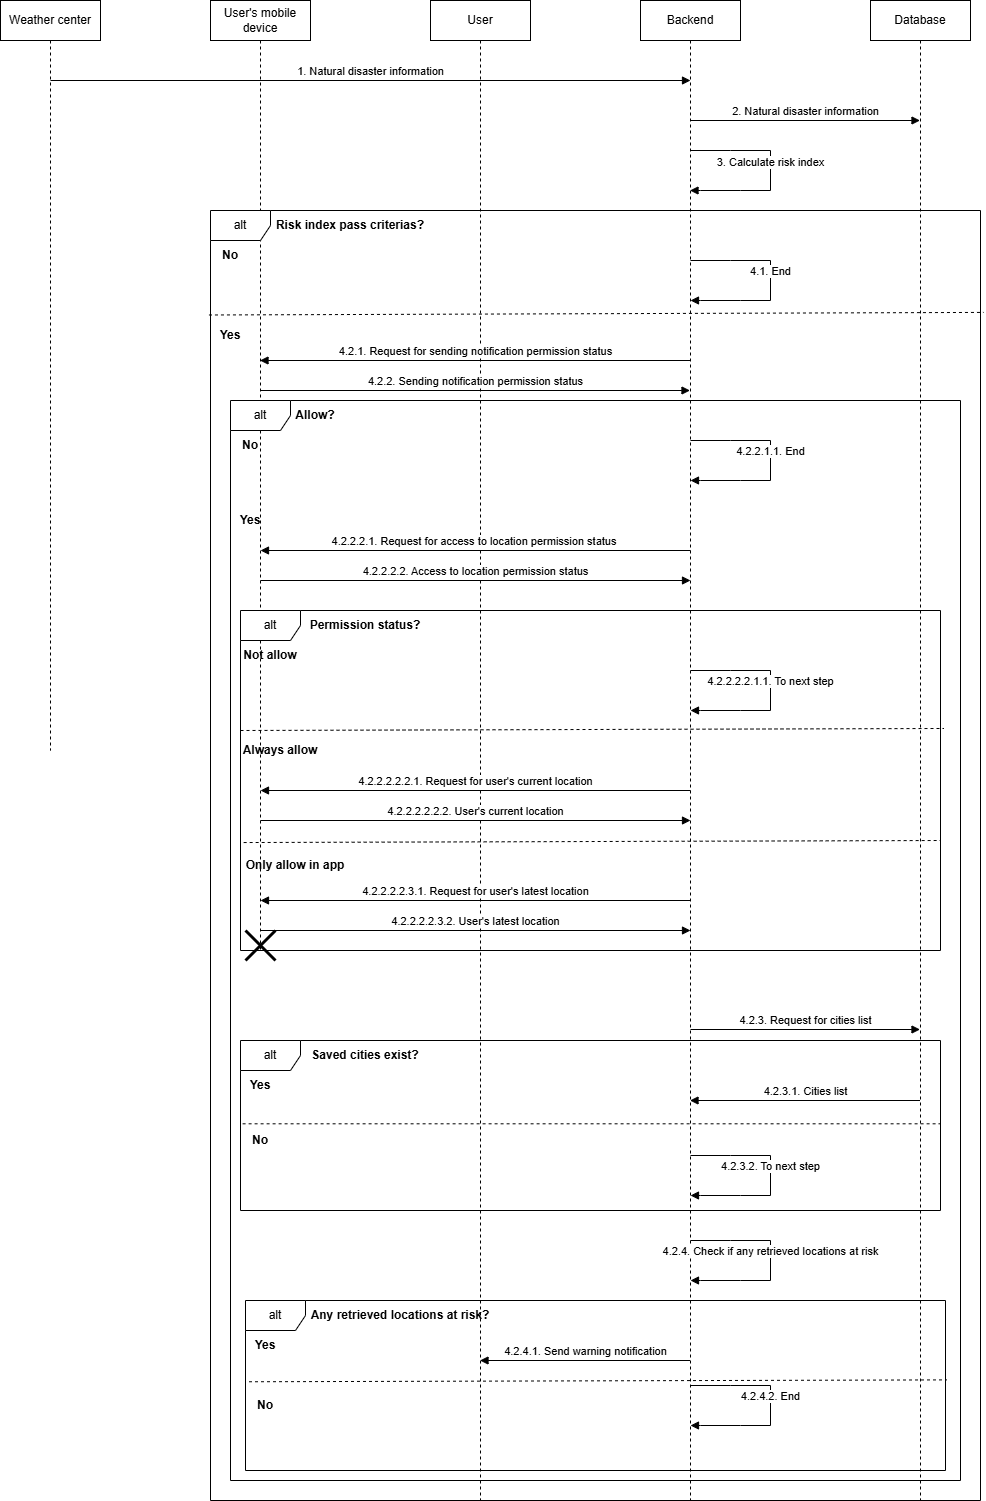 Weather center
User's mobile
device
User
Backend
Database
1. Natural disaster information
2. Natural disaster information
3. Calculate risk index
alt
Risk index pass criterias?
No
4.1. End
Yes
4.2.1. Request for sending notification permission status
4.2.2. Sending notification permission status
alt
Allow?
No
4.2.2.1.1. End
Yes
4.2.2.2.1. Request for access to location permission status
4.2.2.2.2. Access to location permission status
alt
Permission status?
Not allow
4.2.2.2.2.1.1. To next step
Always allow
4.2.2.2.2.2.1. Request for user's current location
4.2.2.2.2.2.2. User's current location
Only allow in app
4.2.2.2.2.3.1. Request for user's latest location
4.2.2.2.2.3.2. User's latest location
4.2.3. Request for cities list
alt
Saved cities exist?
Yes
4.2.3.1. Cities list
No
4.2.3.2. To next step
4.2.4. Check if any retrieved locations at risk
alt
Any retrieved locations at risk?
Yes
4.2.4.1. Send warning notification
No
4.2.4.2. End